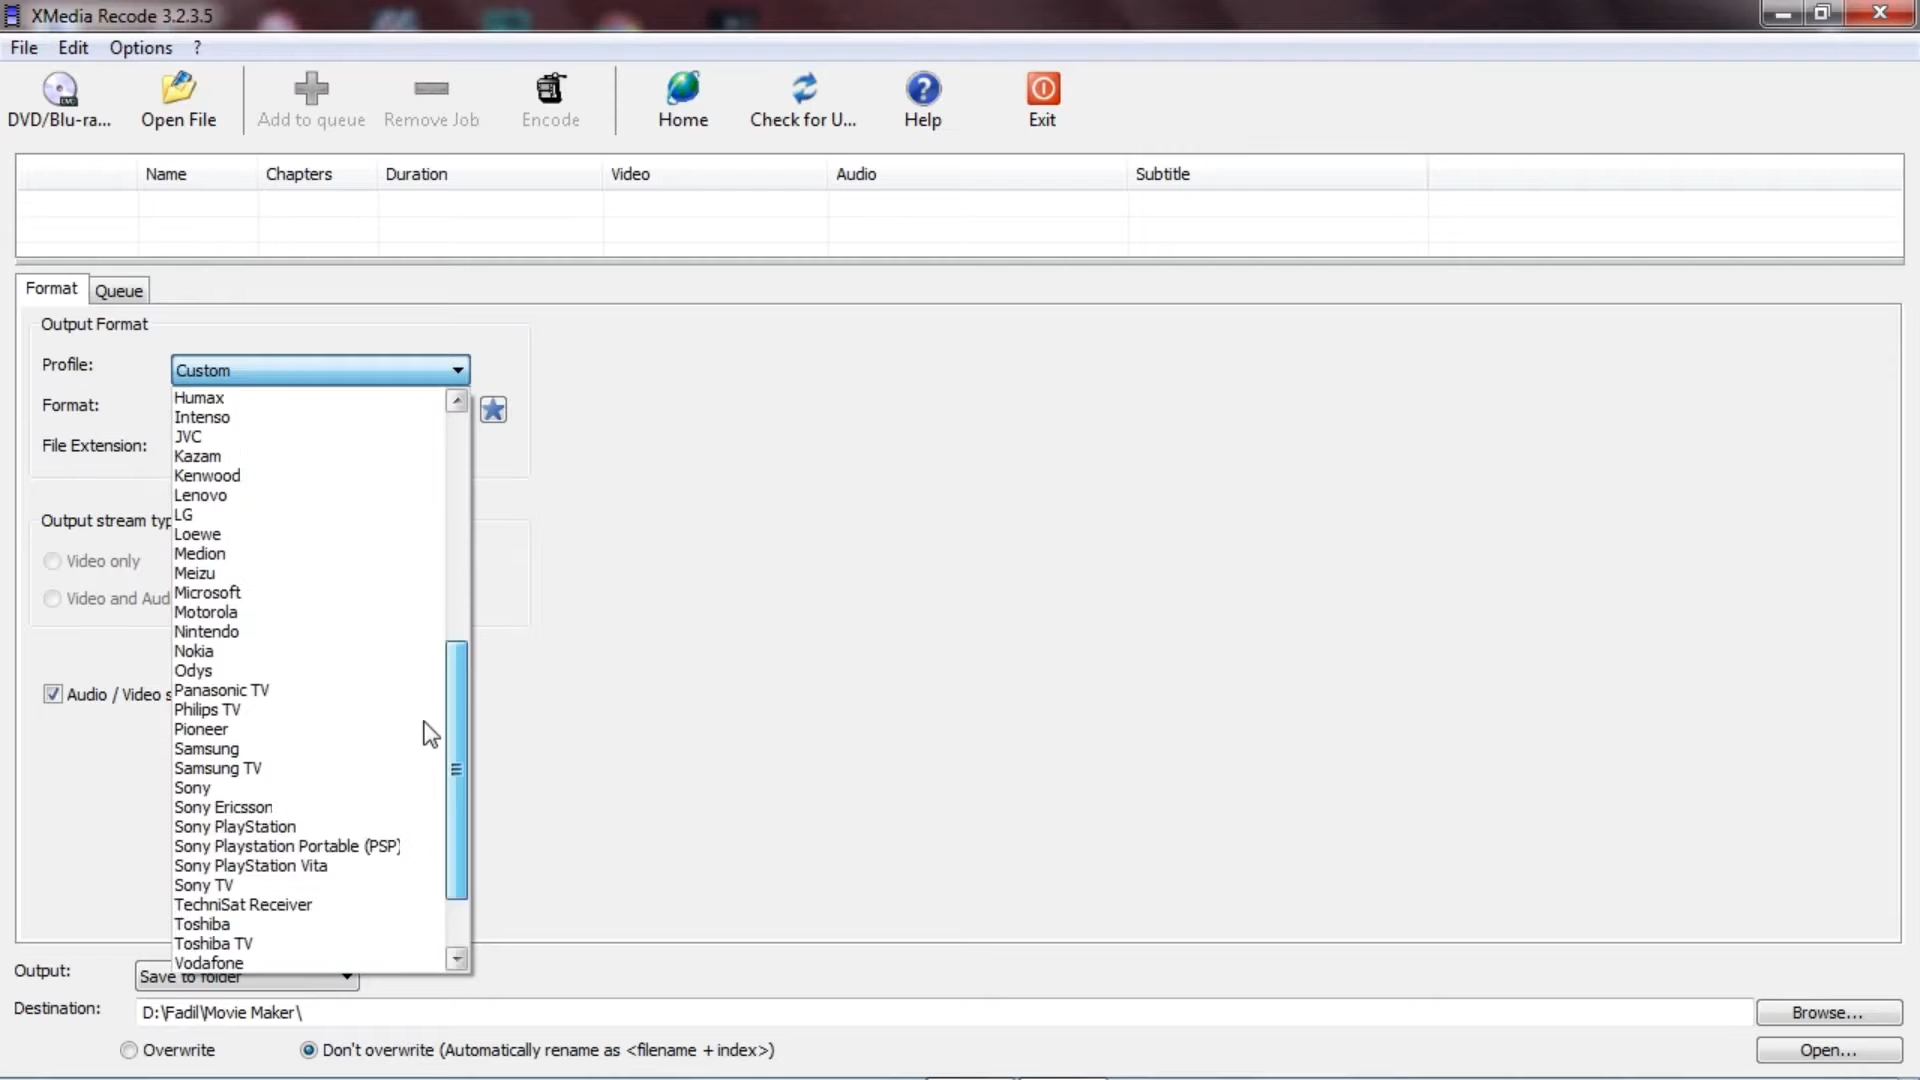 XMedia Recode 3.2.3.5
File Edit Options ?
DVD/Blu-ra... Open File Add to queue Remove Job Encode Home Check for U... Help Exit
Name Chapters Duration Video Audio Subtitle
Format Queue
Output Format
Profile: Custom
Format:
File Extension:
Output stream typ
Video only
Video and Aud
Audio / Video s
Humax
Intenso
JVC
Kazam
Kenwood
Lenovo
LG
Loewe
Medion
Meizu
Microsoft
Motorola
Nintendo
Nokia
Odys
Panasonic TV
Philips TV
Pioneer
Samsung
Samsung TV
Sony
Sony Ericsson
Sony PlayStation
Sony Playstation Portable (PSP)
Sony PlayStation Vita
Sony TV
TechniSat Receiver
Toshiba
Toshiba TV
Vodafone
Output: Save to folder
Destination: D:\Fadil\Movie Maker\ Browse...
Overwrite Don't overwrite (Automatically rename as <filename + index>) Open...